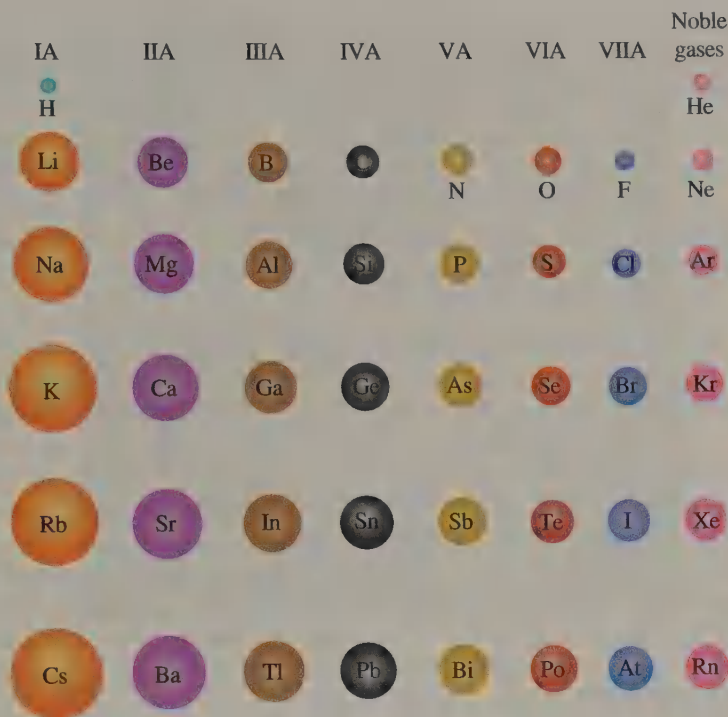 Noble
IA IIA IIIA IVA VA VIA VIIA gases
H He
Li Be B C N O F Ne
Na Mg Al Si P S Cl Ar
K Ca Ga Ge As Se Br Kr
Rb Sr In Sn Sb Te I Xe
Cs Ba Tl Pb Bi Po At Rn